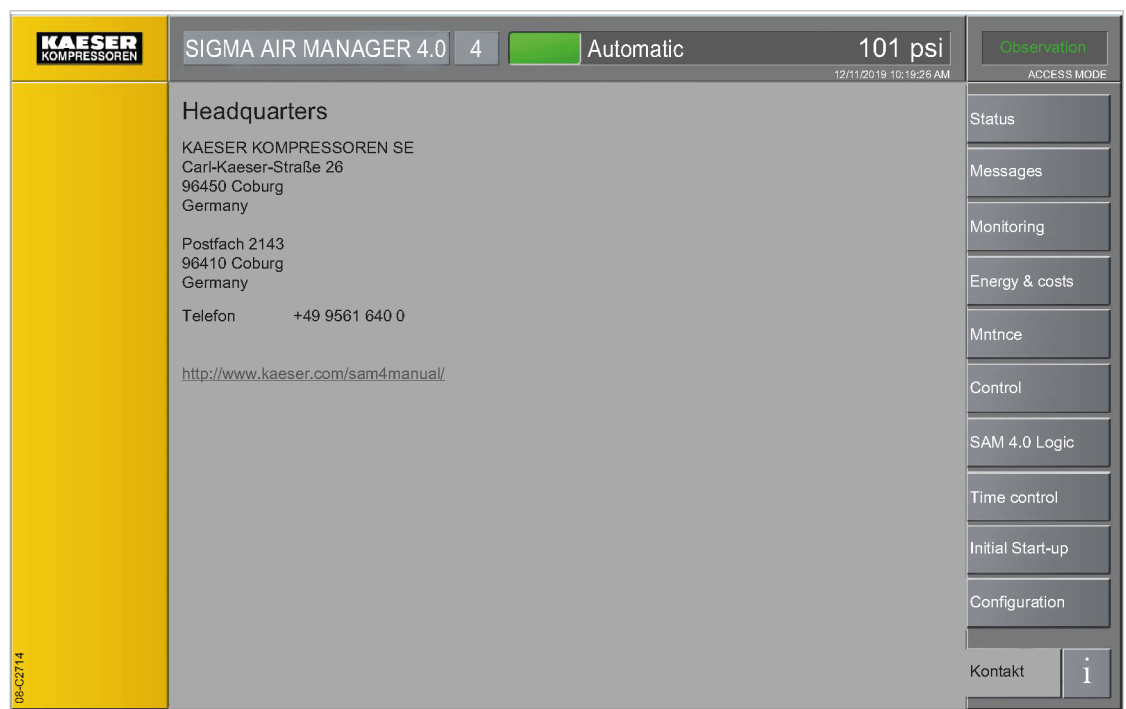 KAESER
KOMPRESSOREN
SIGMA AIR MANAGER 4.0
4
Automatic
101 psi
12/11/2019 10:19:26 AM
Observation
ACCESS MODE
Headquarters
KAESER KOMPRESSOREN SE
Carl-Kaeser-Straße 26
96450 Coburg
Germany
Postfach 2143
96410 Coburg
Germany
Telefon +49 9561 640 0
http://www.kaeser.com/sam4manual/
Status
Messages
Monitoring
Energy & costs
Mntnce
Control
SAM 4.0 Logic
Time control
Initial Start-up
Configuration
Kontakt
i
08-C2714